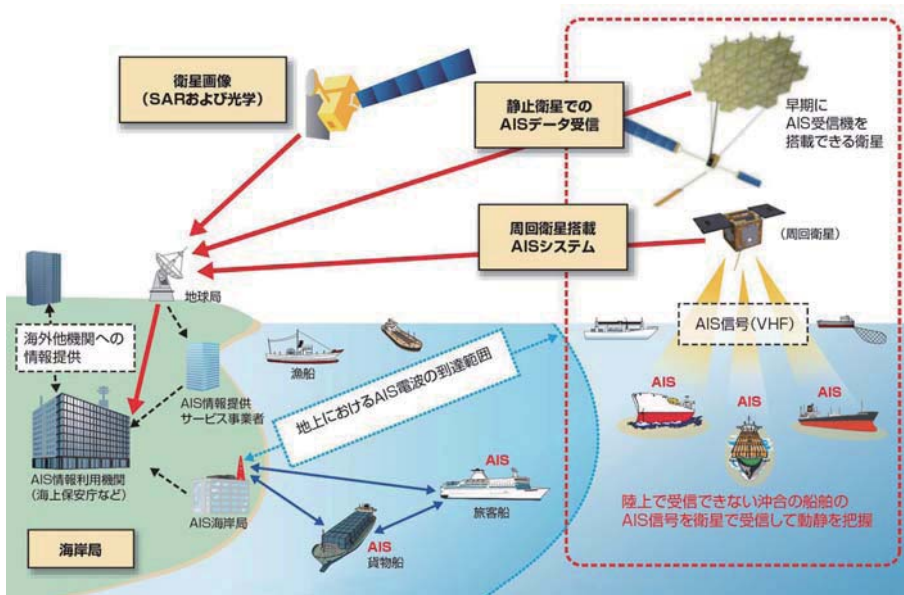 衛星画像
(SARおよび光学)
静止衛星での
AISデータ受信
早期に
AIS受信機を
搭載できる衛星
周回衛星搭載
AISシステム
(周回衛星)
地球局
海外他機関への
情報提供
AIS信号(VHF)
漁船
地上におけるAIS電波の到達範囲
AIS情報提供
サービス事業者
AIS
AIS
AIS
AIS情報利用機関
(海上保安庁など)
AIS海岸局
AIS
旅客船
AIS
貨物船
陸上で受信できない沖合の船舶の
AIS信号を衛星で受信して動静を把握
海岸局